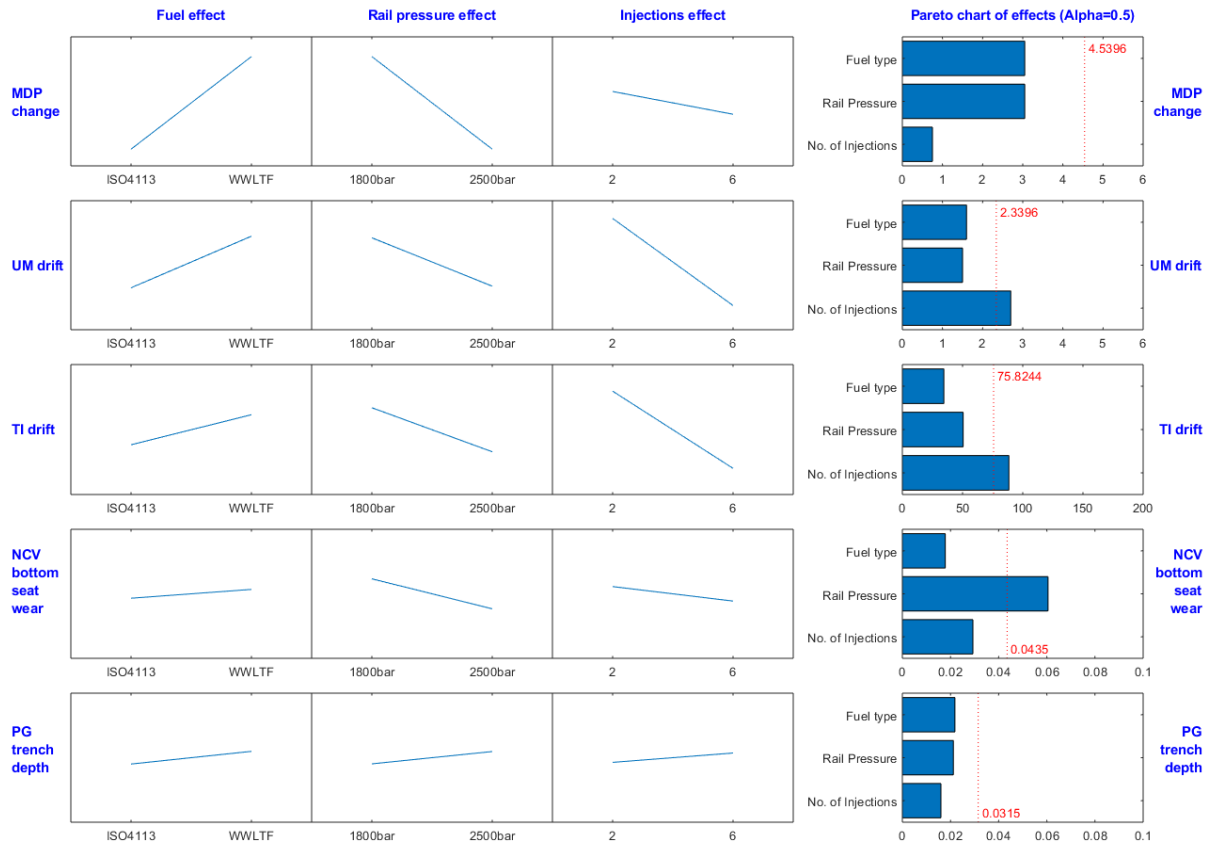 Fuel effect
Rail pressure effect
Injections effect
Pareto chart of effects (Alpha=0.5)
MDP
change
ISO4113
WWLTF
1800bar
2500bar
2
6
Fuel type
Rail Pressure
No. of Injections
4.5396
0
1
2
3
4
5
6
MDP
change
UM drift
ISO4113
WWLTF
1800bar
2500bar
2
6
Fuel type
Rail Pressure
No. of Injections
2.3396
0
1
2
3
4
5
6
UM drift
TI drift
ISO4113
WWLTF
1800bar
2500bar
2
6
Fuel type
Rail Pressure
No. of Injections
75.8244
0
50
100
150
200
TI drift
NCV
bottom
seat
wear
ISO4113
WWLTF
1800bar
2500bar
2
6
Fuel type
Rail Pressure
No. of Injections
0.0435
0
0.02
0.04
0.06
0.08
0.1
NCV
bottom
seat
wear
PG
trench
depth
ISO4113
WWLTF
1800bar
2500bar
2
6
Fuel type
Rail Pressure
No. of Injections
0.0315
0
0.02
0.04
0.06
0.08
0.1
PG
trench
depth